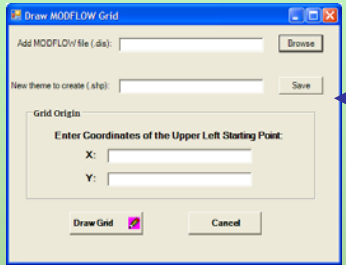 Draw MODFLOW Grid
Add MODFLOW file (.dis): Browse
New theme to create (.shp): Save
Grid Origin
Enter Coordinates of the Upper Left Starting Point:
X:
Y:
Draw Grid Cancel